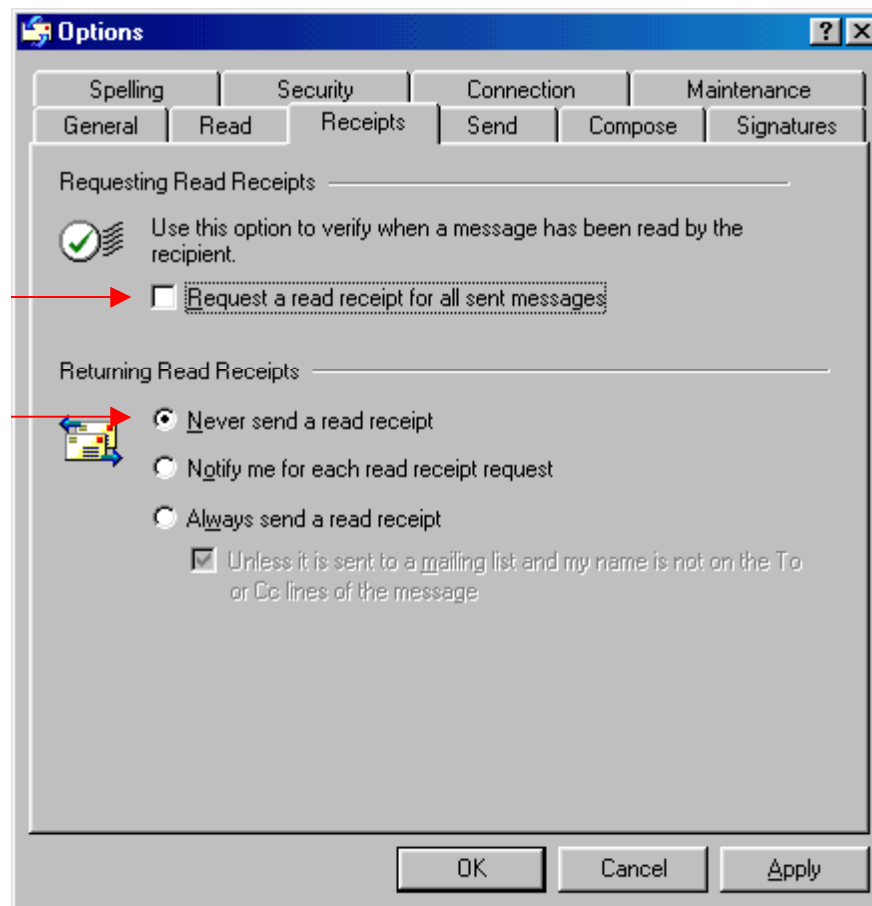 Options
Spelling Security Connection Maintenance
General Read Receipts Send Compose Signatures
Requesting Read Receipts
Use this option to verify when a message has been read by the
recipient.
Request a read receipt for all sent messages
Returning Read Receipts
Never send a read receipt
Notify me for each read receipt request
Always send a read receipt
Unless it is sent to a mailing list and my name is not on the To
or Cc lines of the message
OK Cancel Apply